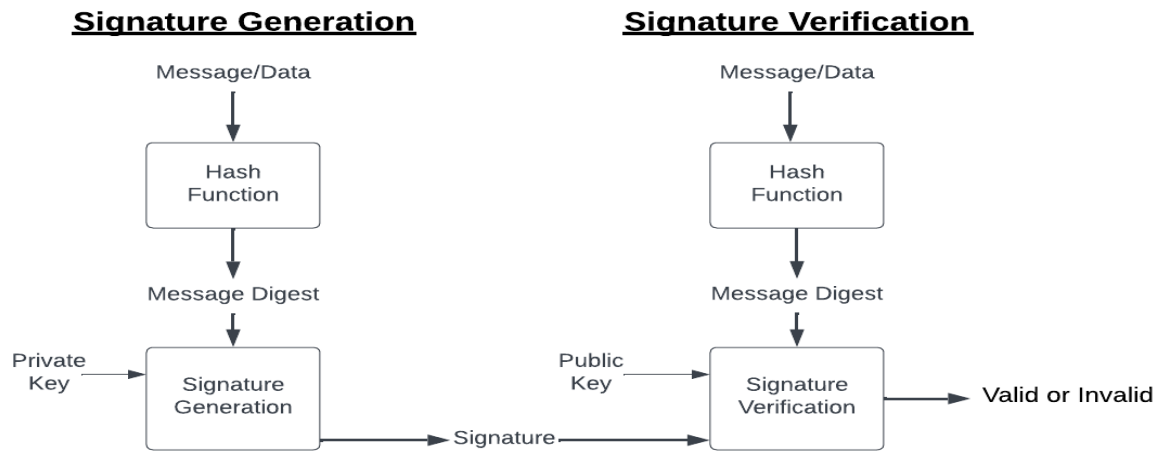 Signature Generation
Message/Data
Hash
Function
Message Digest
Private
Key
Signature
Generation
Signature
Signature Verification
Message/Data
Hash
Function
Message Digest
Public
Key
Signature
Verification
Valid or Invalid